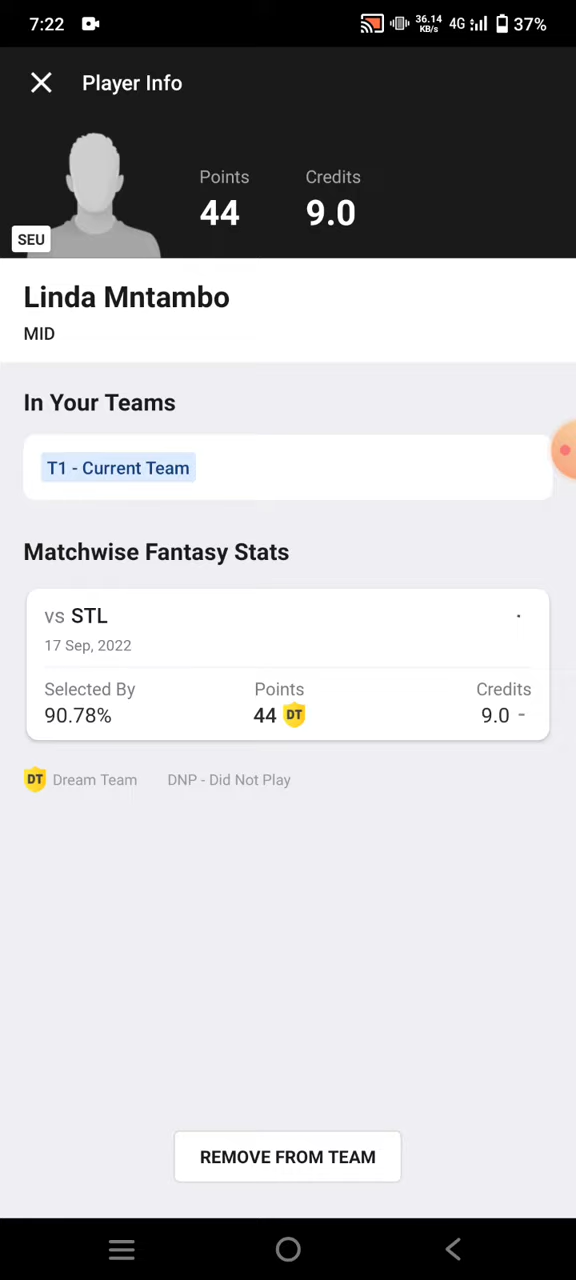 7:22 36.14 KB/s 4G 37%
Player Info
Points Credits
44 9.0
SEU
Linda Mntambo
MID
In Your Teams
T1 - Current Team
Matchwise Fantasy Stats
vs STL
17 Sep, 2022
Selected By Points Credits
90.78% 44 DT 9.0 -
DT Dream Team DNP - Did Not Play
REMOVE FROM TEAM